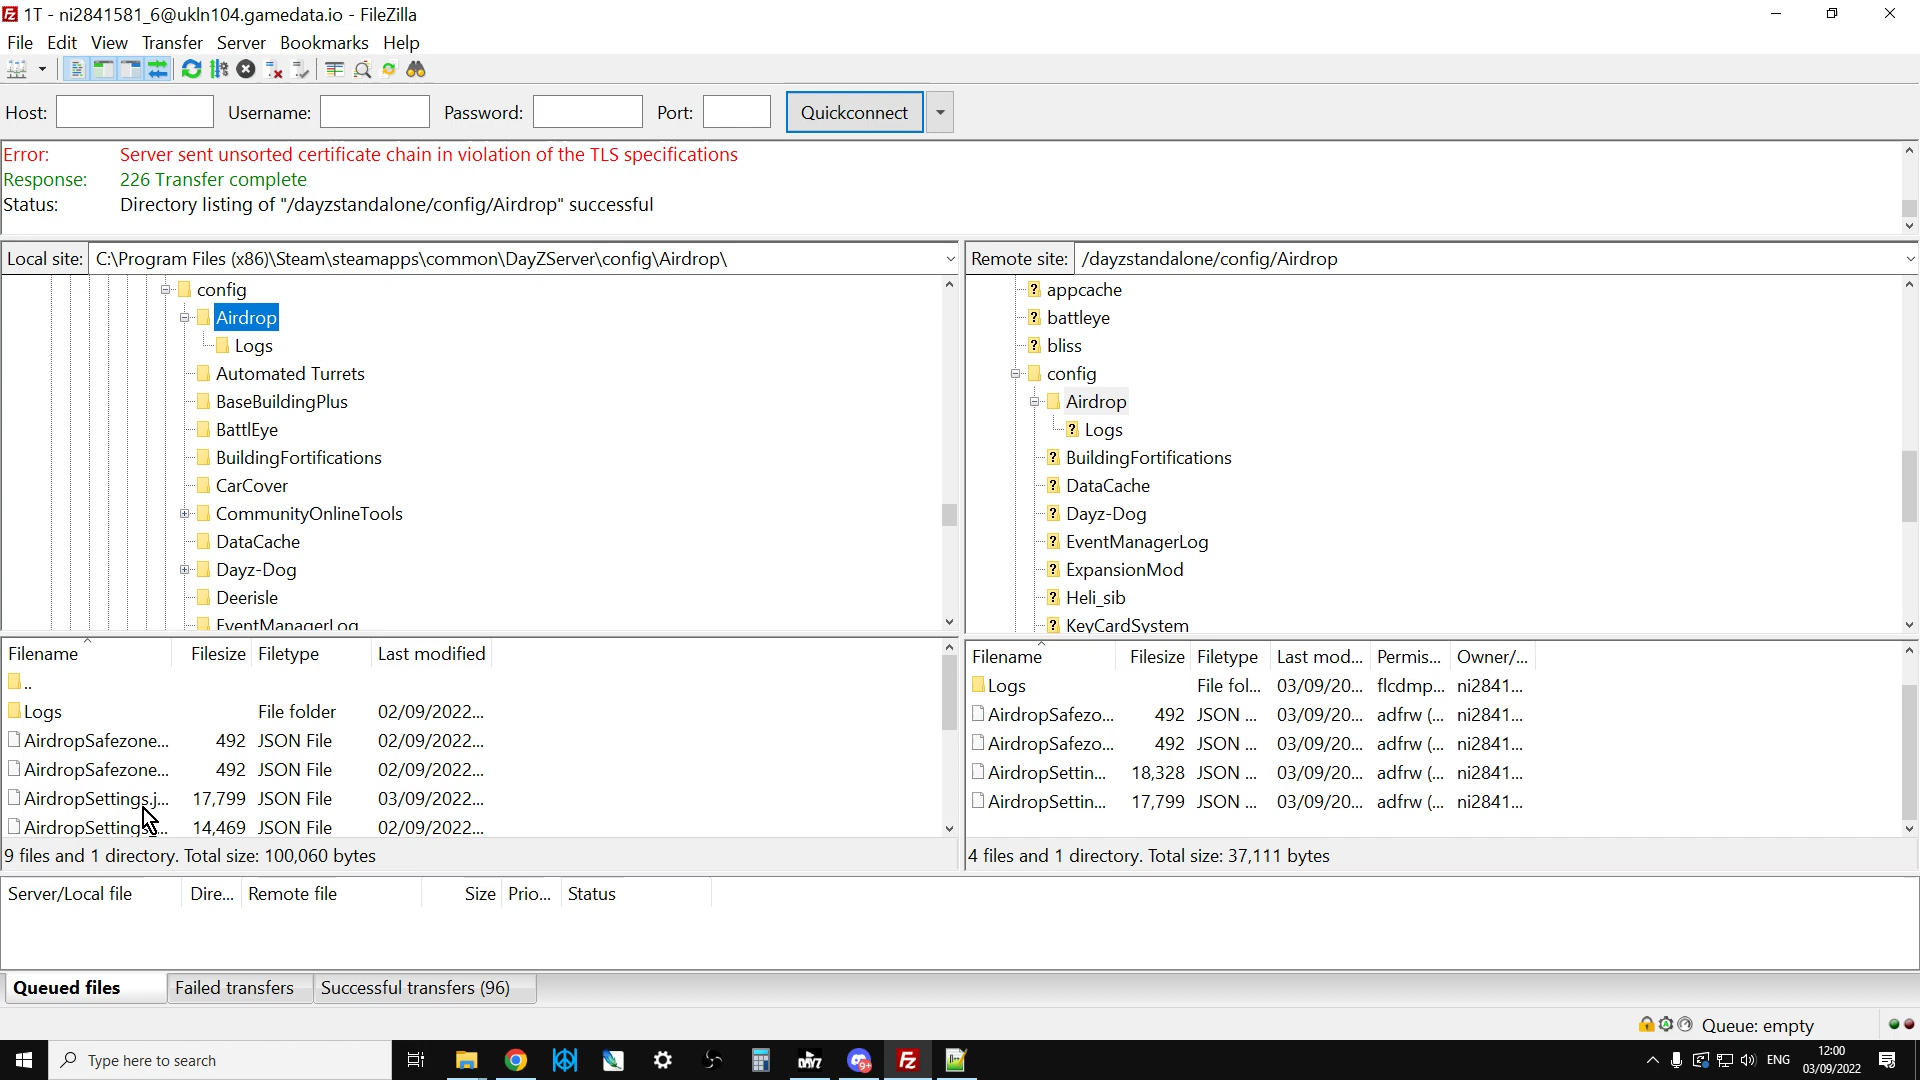 1T - ni2841581_6@ukln104.gamedata.io - FileZilla
File Edit View Transfer Server Bookmarks Help
Host: Username: Password: Port: Quickconnect
Error: Server sent unsorted certificate chain in violation of the TLS specifications
Response: 226 Transfer complete
Status: Directory listing of "/dayzstandalone/config/Airdrop" successful
Local site: C:\Program Files (x86)\Steam\steamapps\common\DayZServer\config\Airdrop\
config
Airdrop
Logs
Automated Turrets
BaseBuildingPlus
BattlEye
BuildingFortifications
CarCover
CommunityOnlineTools
DataCache
Dayz-Dog
Deerisle
EventManagerLog
Filename Filesize Filetype Last modified
..
Logs File folder 02/09/2022...
AirdropSafezone... 492 JSON File 02/09/2022...
AirdropSafezone... 492 JSON File 02/09/2022...
AirdropSettings.j... 17,799 JSON File 03/09/2022...
AirdropSettings... 14,469 JSON File 02/09/2022...
9 files and 1 directory. Total size: 100,060 bytes
Remote site: /dayzstandalone/config/Airdrop
appcache
battleye
bliss
config
Airdrop
Logs
BuildingFortifications
DataCache
Dayz-Dog
EventManagerLog
ExpansionMod
Heli_sib
KeyCardSystem
Filename Filesize Filetype Last mod... Permis... Owner/...
Logs File fol... 03/09/20... flcdmp... ni2841...
AirdropSafezo... 492 JSON ... 03/09/20... adfrw (... ni2841...
AirdropSafezo... 492 JSON ... 03/09/20... adfrw (... ni2841...
AirdropSettin... 18,328 JSON ... 03/09/20... adfrw (... ni2841...
AirdropSettin... 17,799 JSON ... 03/09/20... adfrw (... ni2841...
4 files and 1 directory. Total size: 37,111 bytes
Server/Local file Dire... Remote file Size Prio... Status
Queued files Failed transfers Successful transfers (96)
Queue: empty
Type here to search
DAYZ
Fz
ENG
12:00
03/09/2022